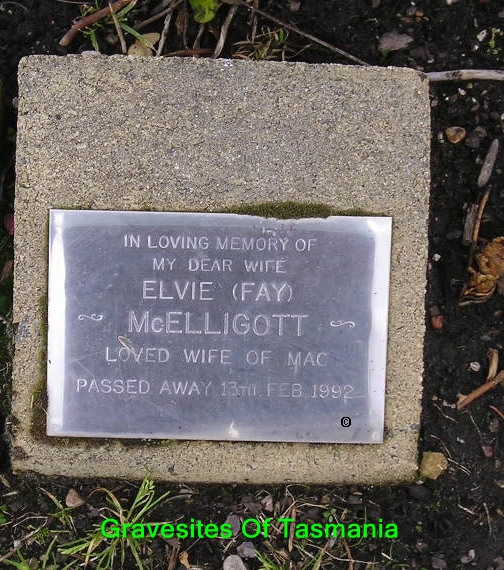 IN LOVING MEMORY OF
MY DEAR WIFE
ELVIE (FAY)
McELLIGOTT
LOVED WIFE OF MAC
PASSED AWAY 13TH FEB. 1992
©
Gravesites Of Tasmania